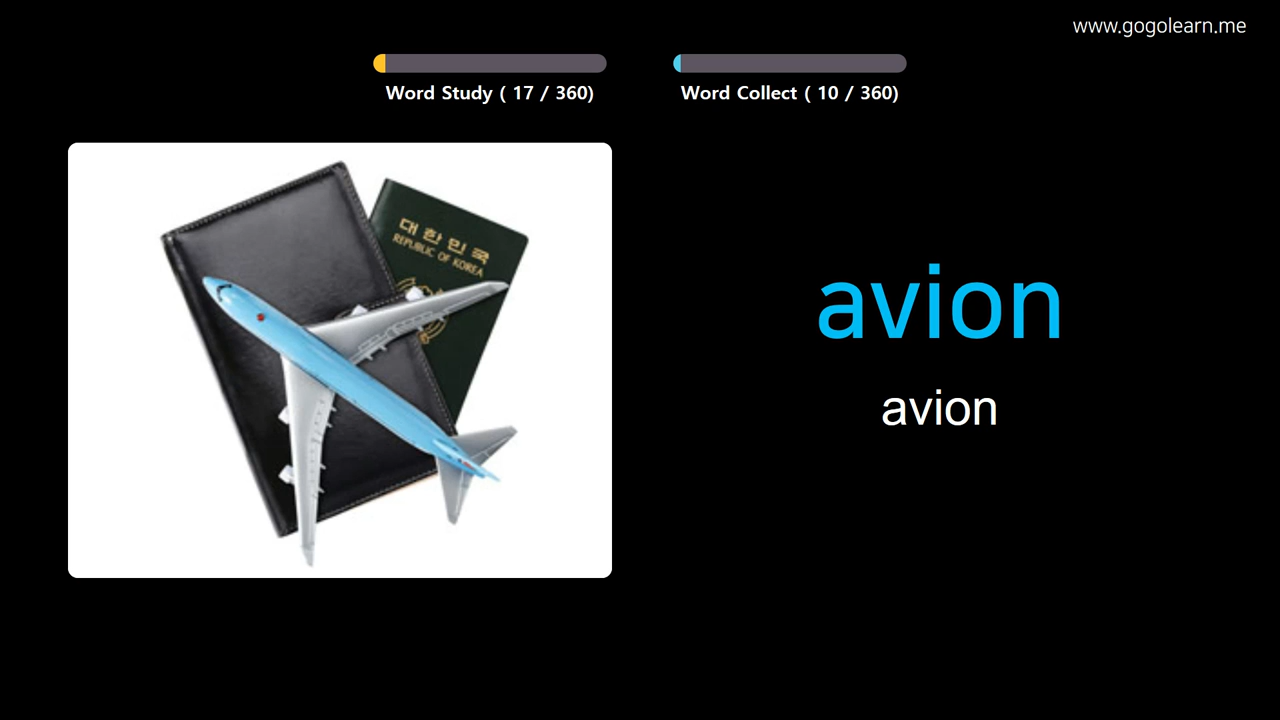 www.gogolearn.me
Word Study ( 17 / 360)
Word Collect ( 10 / 360)
대한민국
REPUBLIC OF KOREA
avion
avion